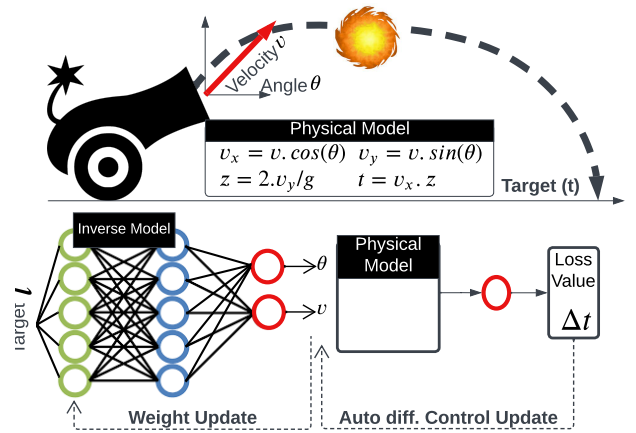 Velocity v
Angle θ
Physical Model
v_x = v. cos(θ) v_y = v. sin(θ)
z = 2.v_y/g t = v_x. z
Target (t)
Inverse Model
Target t
θ
v
Physical
Model
Loss
Value
Δt
Weight Update
Auto diff. Control Update